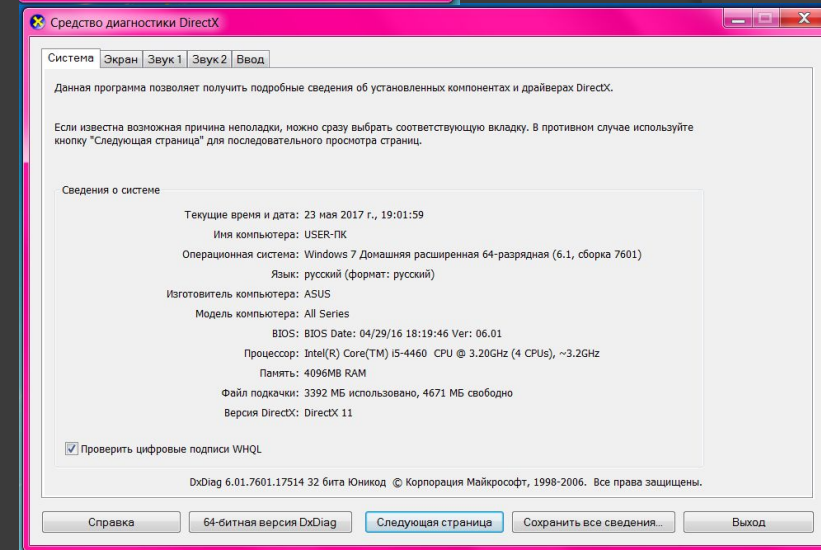 Средство диагностики DirectX
Система Экран Звук 1 Звук 2 Ввод
Данная программа позволяет получить подробные сведения об установленных компонентах и драйверах DirectX.
Если известна возможная причина неполадки, можно сразу выбрать соответствующую вкладку. В противном случае используйте
кнопку "Следующая страница" для последовательного просмотра страниц.
Сведения о системе
Текущие время и дата: 23 мая 2017 г., 19:01:59
Имя компьютера: USER-ПК
Операционная система: Windows 7 Домашняя расширенная 64-разрядная (6.1, сборка 7601)
Язык: русский (формат: русский)
Изготовитель компьютера: ASUS
Модель компьютера: All Series
BIOS: BIOS Date: 04/29/16 18:19:46 Ver: 06.01
Процессор: Intel(R) Core(TM) i5-4460 CPU @ 3.20GHz (4 CPUs), ~3.2GHz
Память: 4096MB RAM
Файл подкачки: 3392 МБ использовано, 4671 МБ свободно
Версия DirectX: DirectX 11
Проверить цифровые подписи WHQL
DxDiag 6.01.7601.17514 32 бита Юникод © Корпорация Майкрософт, 1998-2006. Все права защищены.
Справка 64-битная версия DxDiag Следующая страница Сохранить все сведения... Выход